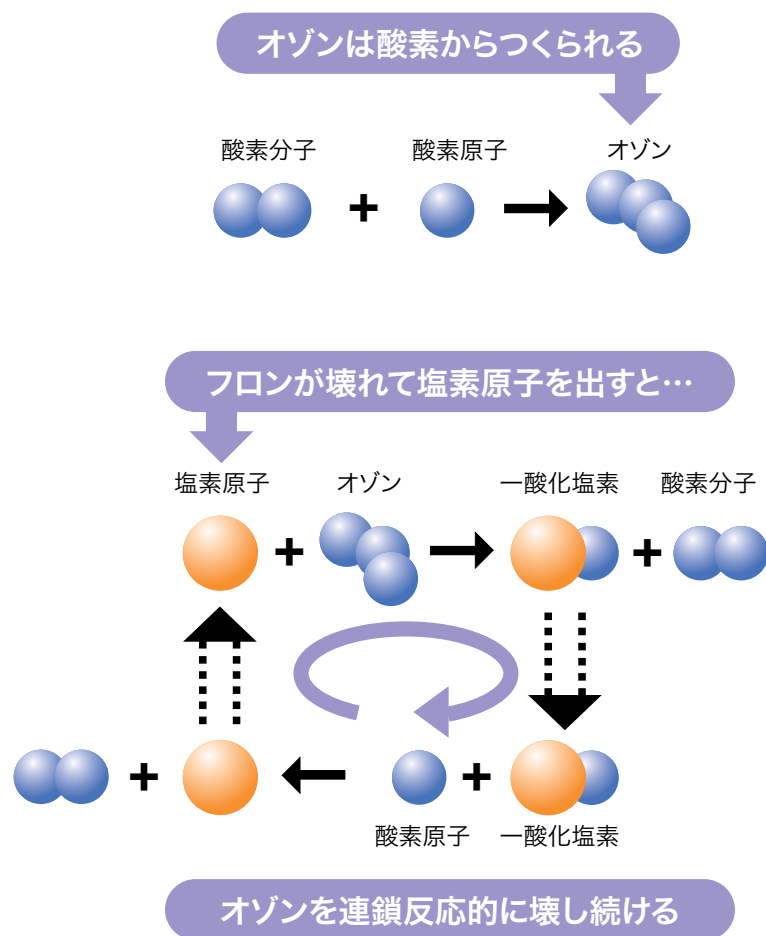 オゾンは酸素からつくられる
酸素分子
酸素原子
オゾン
+
フロンが壊れて塩素原子を出すと…
塩素原子
オゾン
一酸化塩素
酸素分子
+
+
+
+
酸素原子
一酸化塩素
オゾンを連鎖反応的に壊し続ける